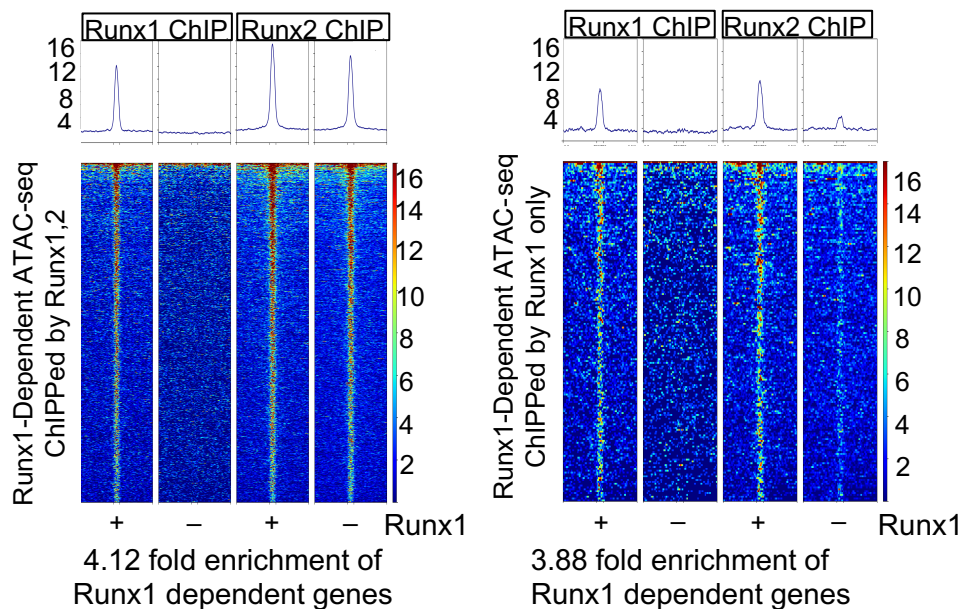 Runx1 ChIP Runx2 ChIP
16
12
8
4
Runx1-Dependent ATAC-seq
ChIPPed by Runx1,2
16
14
12
10
8
6
4
2
+ – + – Runx1
4.12 fold enrichment of
Runx1 dependent genes
Runx1 ChIP Runx2 ChIP
16
12
8
4
Runx1-Dependent ATAC-seq
ChIPPed by Runx1 only
16
14
12
10
8
6
4
2
+ – + – Runx1
3.88 fold enrichment of
Runx1 dependent genes